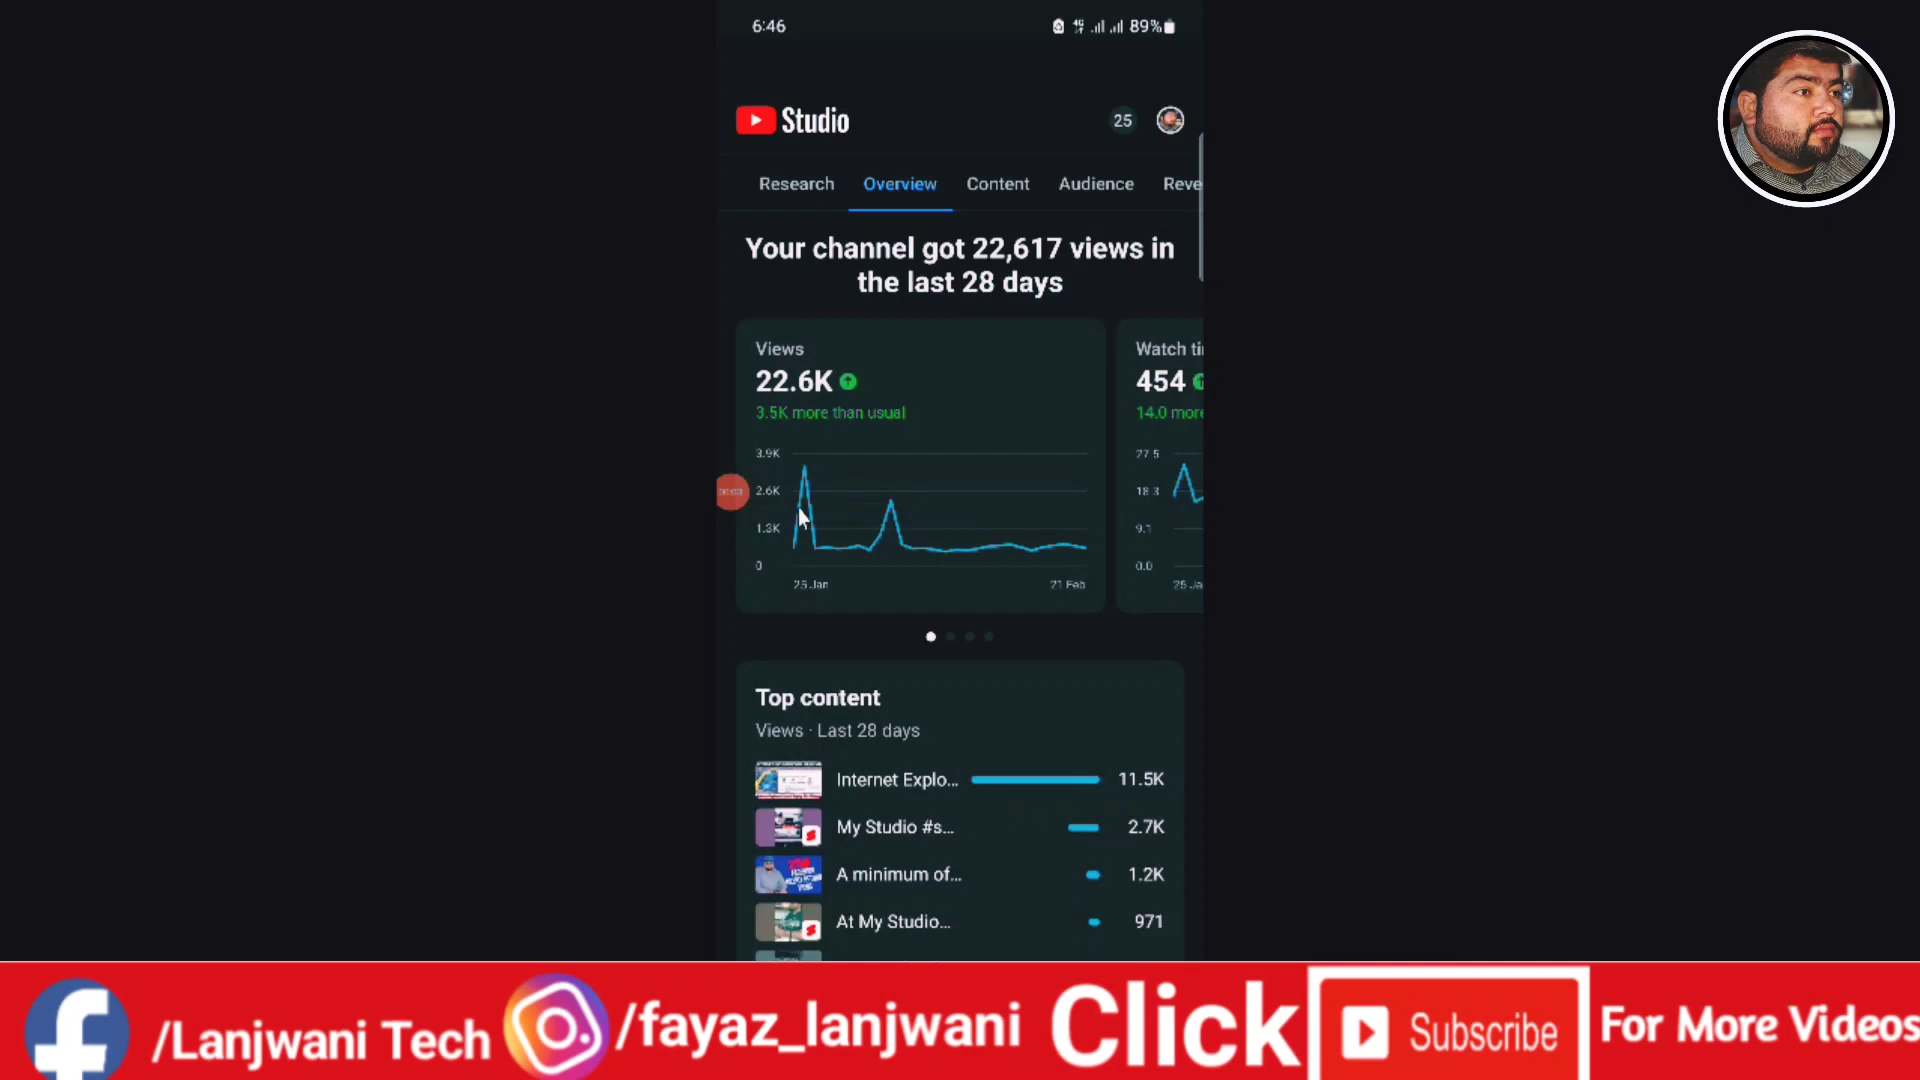 6:46
89%
Studio
25
Research Overview Content Audience Reve
Your channel got 22,617 views in
the last 28 days
Views
22.6K
3.5K more than usual
3.9K
2.6K
1.3K
0
25 Jan
21 Feb
Watch ti
454
14.0 more
27.5
18.3
9.1
0.0
25 Ja
Top content
Views · Last 28 days
Internet Explo... 11.5K
My Studio #s... 2.7K
A minimum of... 1.2K
At My Studio... 971
/Lanjwani Tech /fayaz_lanjwani Click Subscribe For More Videos